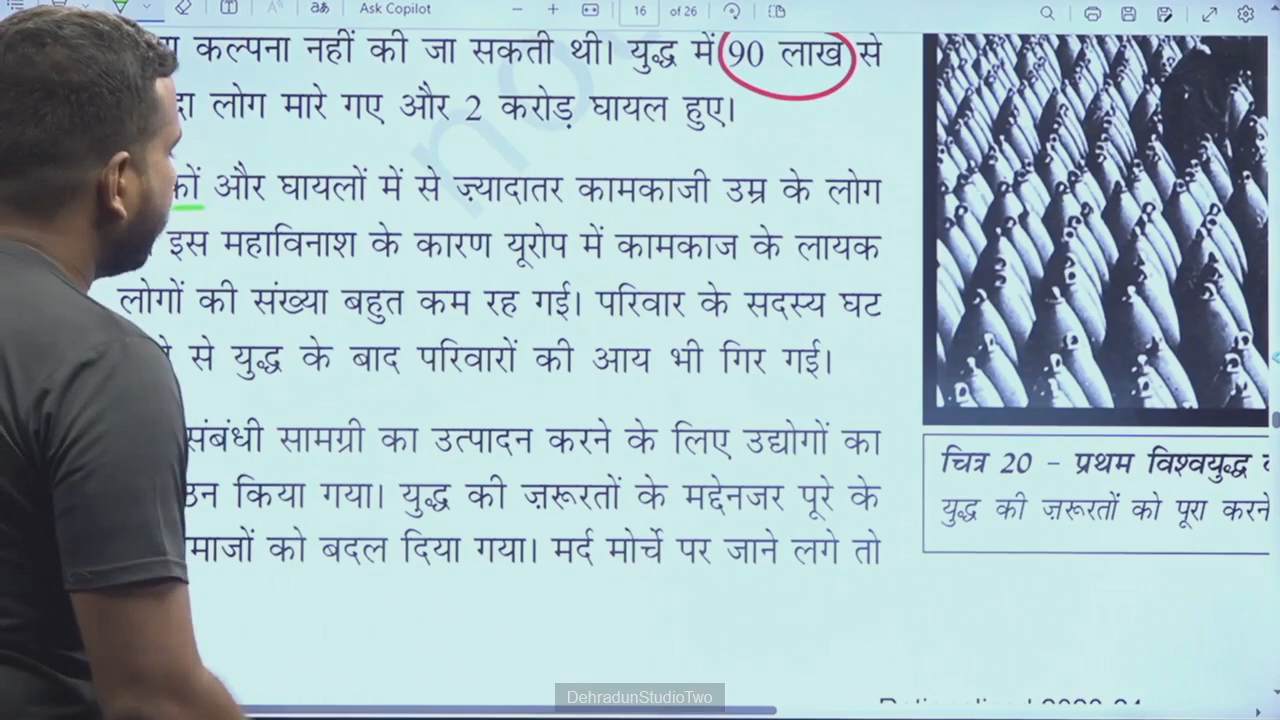 Ask Copilot
16 of 26
कल्पना नहीं की जा सकती थी। युद्ध में 90 लाख से
लोग मारे गए और 2 करोड़ घायल हुए।
और घायलों में से ज़्यादातर कामकाजी उम्र के लोग
इस महाविनाश के कारण यूरोप में कामकाज के लायक
लोगों की संख्या बहुत कम रह गई। परिवार के सदस्य घट
से युद्ध के बाद परिवारों की आय भी गिर गई।
संबंधी सामग्री का उत्पादन करने के लिए उद्योगों का
किया गया। युद्ध की ज़रूरतों के मद्देनजर पूरे के
को बदल दिया गया। मर्द मोर्चे पर जाने लगे तो
चित्र 20 - प्रथम विश्वयुद्ध
युद्ध की ज़रूरतों को पूरा करने
DehradunStudioTwo